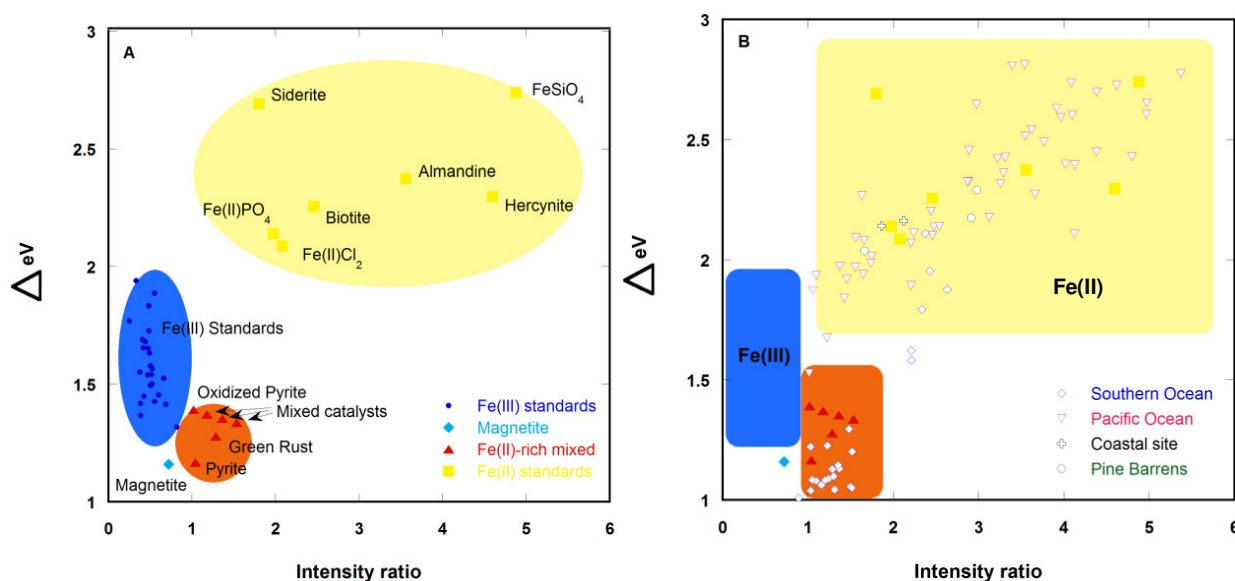 A
3
2.5
2
1.5
1
0
1
2
3
4
5
6
Δ eV
Intensity ratio
Siderite
FeSiO4
Almandine
Hercynite
Fe(II)PO4
Biotite
Fe(II)Cl2
Fe(III) Standards
Oxidized Pyrite
Mixed catalysts
Green Rust
Pyrite
Magnetite
Fe(III) standards
Magnetite
Fe(II)-rich mixed
Fe(II) standards
B
3
2.5
2
1.5
1
0
1
2
3
4
5
6
Δ eV
Intensity ratio
Fe(II)
Fe(III)
Southern Ocean
Pacific Ocean
Coastal site
Pine Barrens